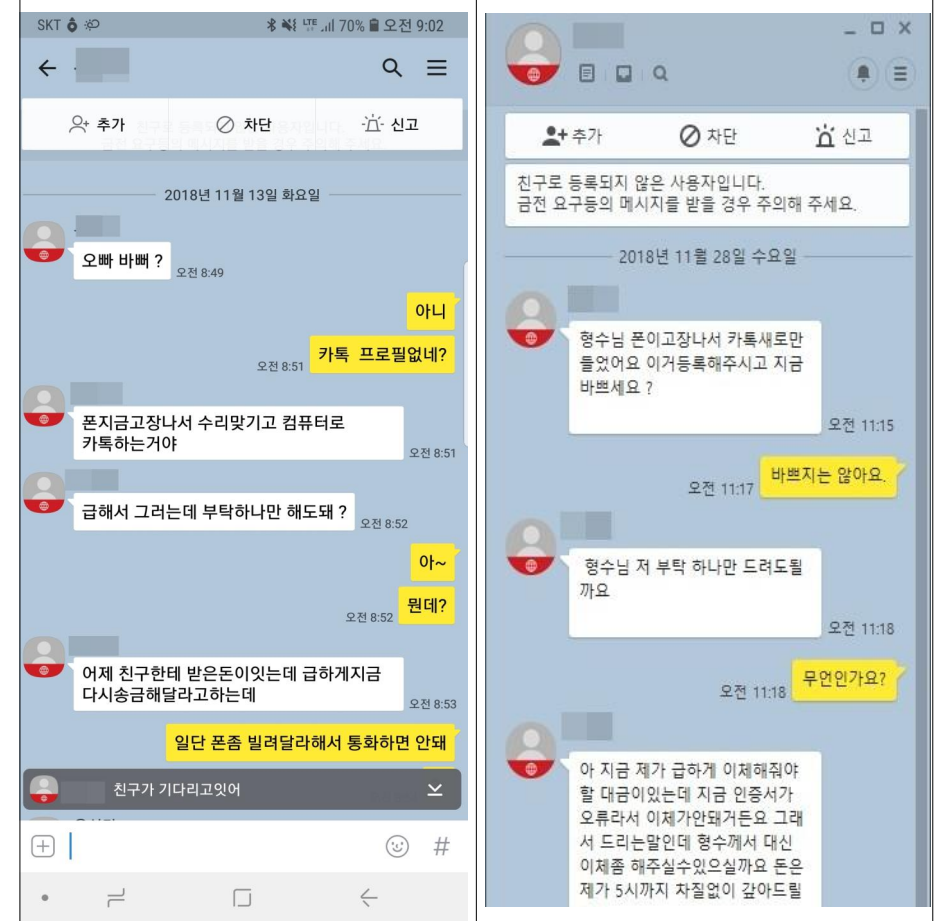 SKT LTE 70% 오전 9:02
추가 차단 신고
2018년 11월 13일 화요일
오빠 바뻐 ?
오전 8:49
아니
카톡 프로필없네?
오전 8:51
폰지금고장나서 수리맞기고 컴퓨터로
카톡하는거야
오전 8:51
급해서 그러는데 부탁하나만 해도돼 ?
오전 8:52
아~
뭔데?
오전 8:52
어제 친구한테 받은돈이잇는데 급하게지금
다시송금해달라고하는데
오전 8:53
일단 폰좀 빌려달라해서 통화하면 안돼
친구가 기다리고잇어
#
추가 차단 신고
친구로 등록되지 않은 사용자입니다.
금전 요구등의 메시지를 받을 경우 주의해 주세요.
2018년 11월 28일 수요일
형수님 폰이고장나서 카톡새로만
들었어요 이거등록해주시고 지금
바쁘세요 ?
오전 11:15
바쁘지는 않아요.
오전 11:17
형수님 저 부탁 하나만 드려도될
까요
오전 11:18
무언인가요?
오전 11:18
아 지금 제가 급하게 이체해줘야
할 대금이있는데 지금 인증서가
오류라서 이체가안돼거든요 그래
서 드리는말인데 형수께서 대신
이체좀 해주실수있으실까요 돈은
제가 5시까지 차질없이 갚아드릴